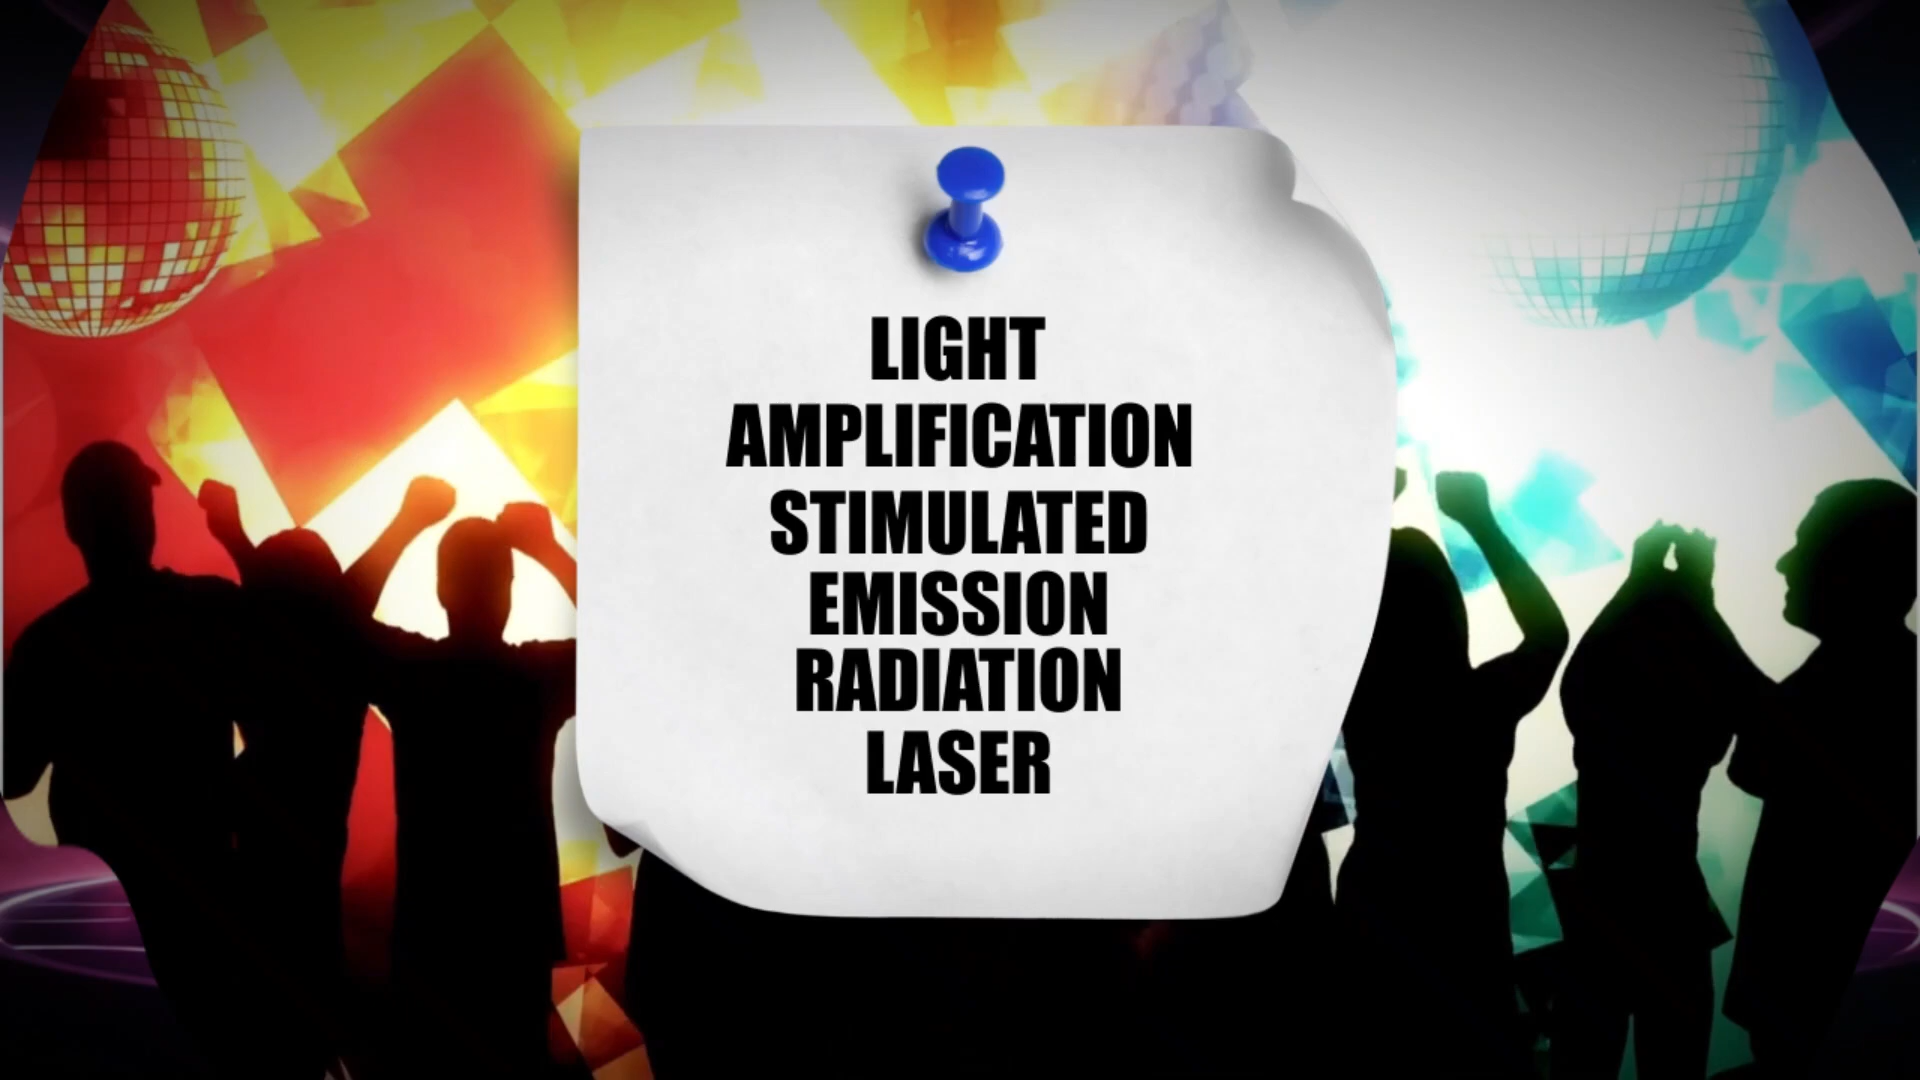 LIGHT
AMPLIFICATION
STIMULATED
EMISSION
RADIATION
LASER